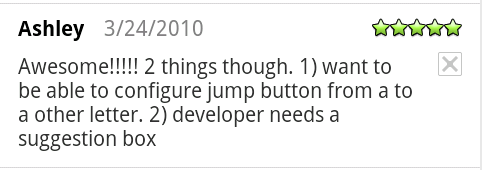 Ashley 3/24/2010
Awesome!!!!! 2 things though. 1) want to
be able to configure jump button from a to
a other letter. 2) developer needs a
suggestion box